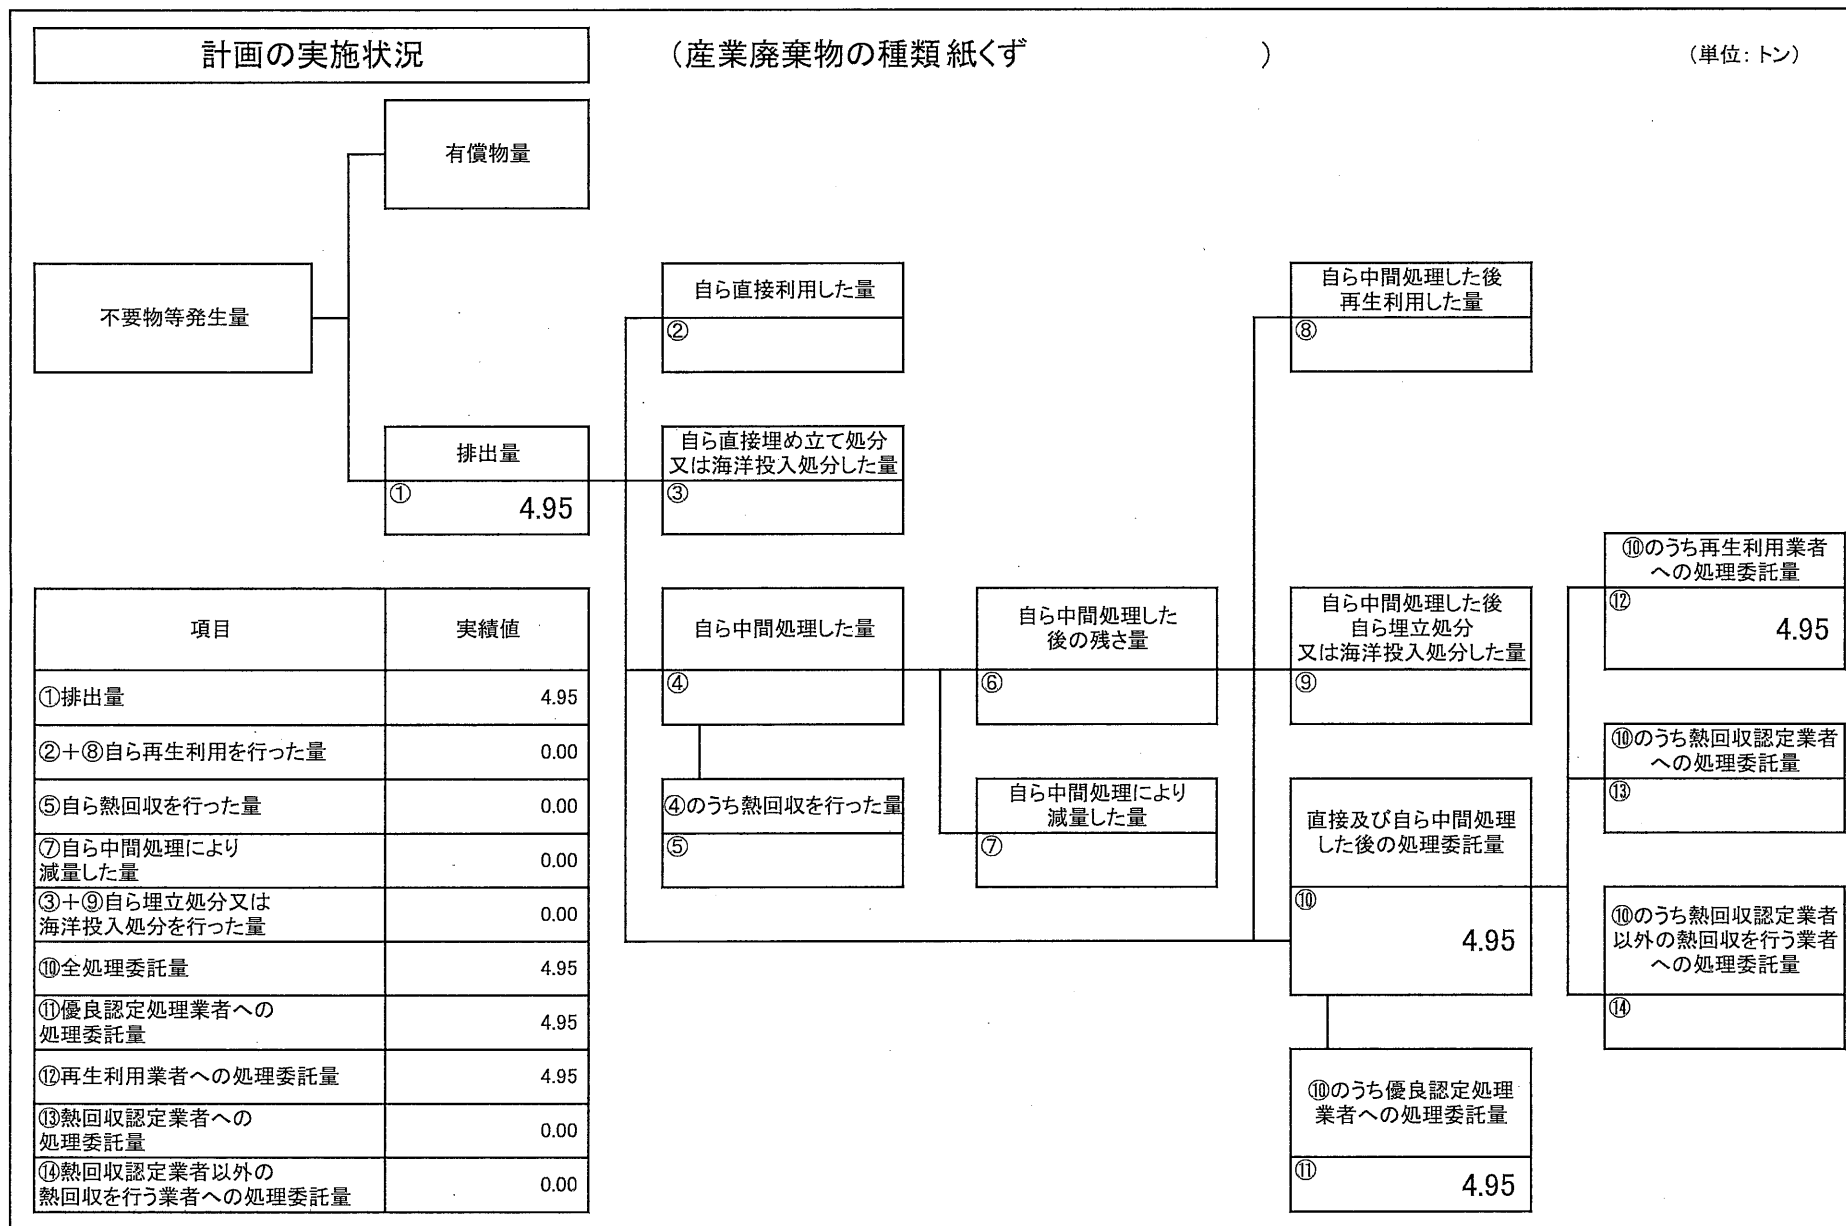 計画の実施状況
（産業廃棄物の種類 紙くず ）
（単位：トン）
有償物量
不要物等発生量
自ら直接利用した量
②
自ら中間処理した後
再生利用した量
⑧
排出量
① 4.95
自ら直接埋め立て処分
又は海洋投入処分した量
③
⑩のうち再生利用業者
への処理委託量
⑫
4.95
自ら中間処理した量
④
自ら中間処理した
後の残さ量
⑥
自ら中間処理した後
自ら埋立処分
又は海洋投入処分した量
⑨
⑩のうち熱回収認定業者
への処理委託量
⑬
④のうち熱回収を行った量
⑤
自ら中間処理により
減量した量
⑦
直接及び自ら中間処理
した後の処理委託量
⑩
4.95
⑩のうち熱回収認定業者
以外の熱回収を行う業者
への処理委託量
⑭
⑩のうち優良認定処理
業者への処理委託量
⑪
4.95
項目 実績値
①排出量 4.95
②＋⑧自ら再生利用を行った量 0.00
⑤自ら熱回収を行った量 0.00
⑦自ら中間処理により
減量した量 0.00
③＋⑨自ら埋立処分又は
海洋投入処分を行った量 0.00
⑩全処理委託量 4.95
⑪優良認定処理業者への
処理委託量 4.95
⑫再生利用業者への処理委託量 4.95
⑬熱回収認定業者への
処理委託量 0.00
⑭熱回収認定業者以外の
熱回収を行う業者への処理委託量 0.00